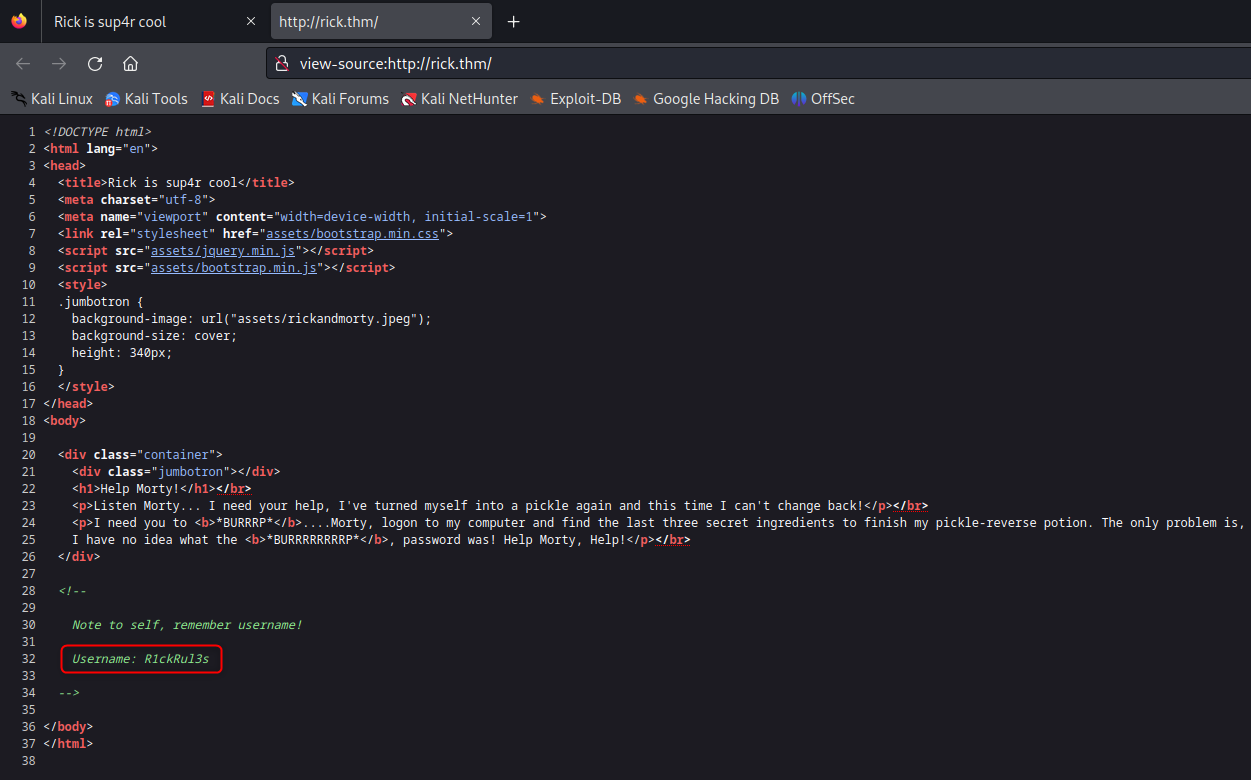 Rick is sup4r cool
http://rick.thm/
view-source:http://rick.thm/
Kali Linux Kali Tools Kali Docs Kali Forums Kali NetHunter Exploit-DB Google Hacking DB OffSec
1 <!DOCTYPE html>
2 <html lang="en">
3 <head>
4   <title>Rick is sup4r cool</title>
5   <meta charset="utf-8">
6   <meta name="viewport" content="width=device-width, initial-scale=1">
7   <link rel="stylesheet" href="assets/bootstrap.min.css">
8   <script src="assets/jquery.min.js"></script>
9   <script src="assets/bootstrap.min.js"></script>
10   <style>
11   .jumbotron {
12     background-image: url("assets/rickandmorty.jpeg");
13     background-size: cover;
14     height: 340px;
15   }
16   </style>
17 </head>
18 <body>
19
20   <div class="container">
21     <div class="jumbotron"></div>
22     <h1>Help Morty!</h1></br>
23     <p>Listen Morty... I need your help, I've turned myself into a pickle again and this time I can't change back!</p></br>
24     <p>I need you to <b>*BURRRP*</b>....Morty, logon to my computer and find the last three secret ingredients to finish my pickle-reverse potion. The only problem is,
25     I have no idea what the <b>*BURRRRRRRRP*</b>, password was! Help Morty, Help!</p></br>
26   </div>
27
28   <!--
29
30     Note to self, remember username!
31
32     Username: R1ckRul3s
33
34   -->
35
36 </body>
37 </html>
38